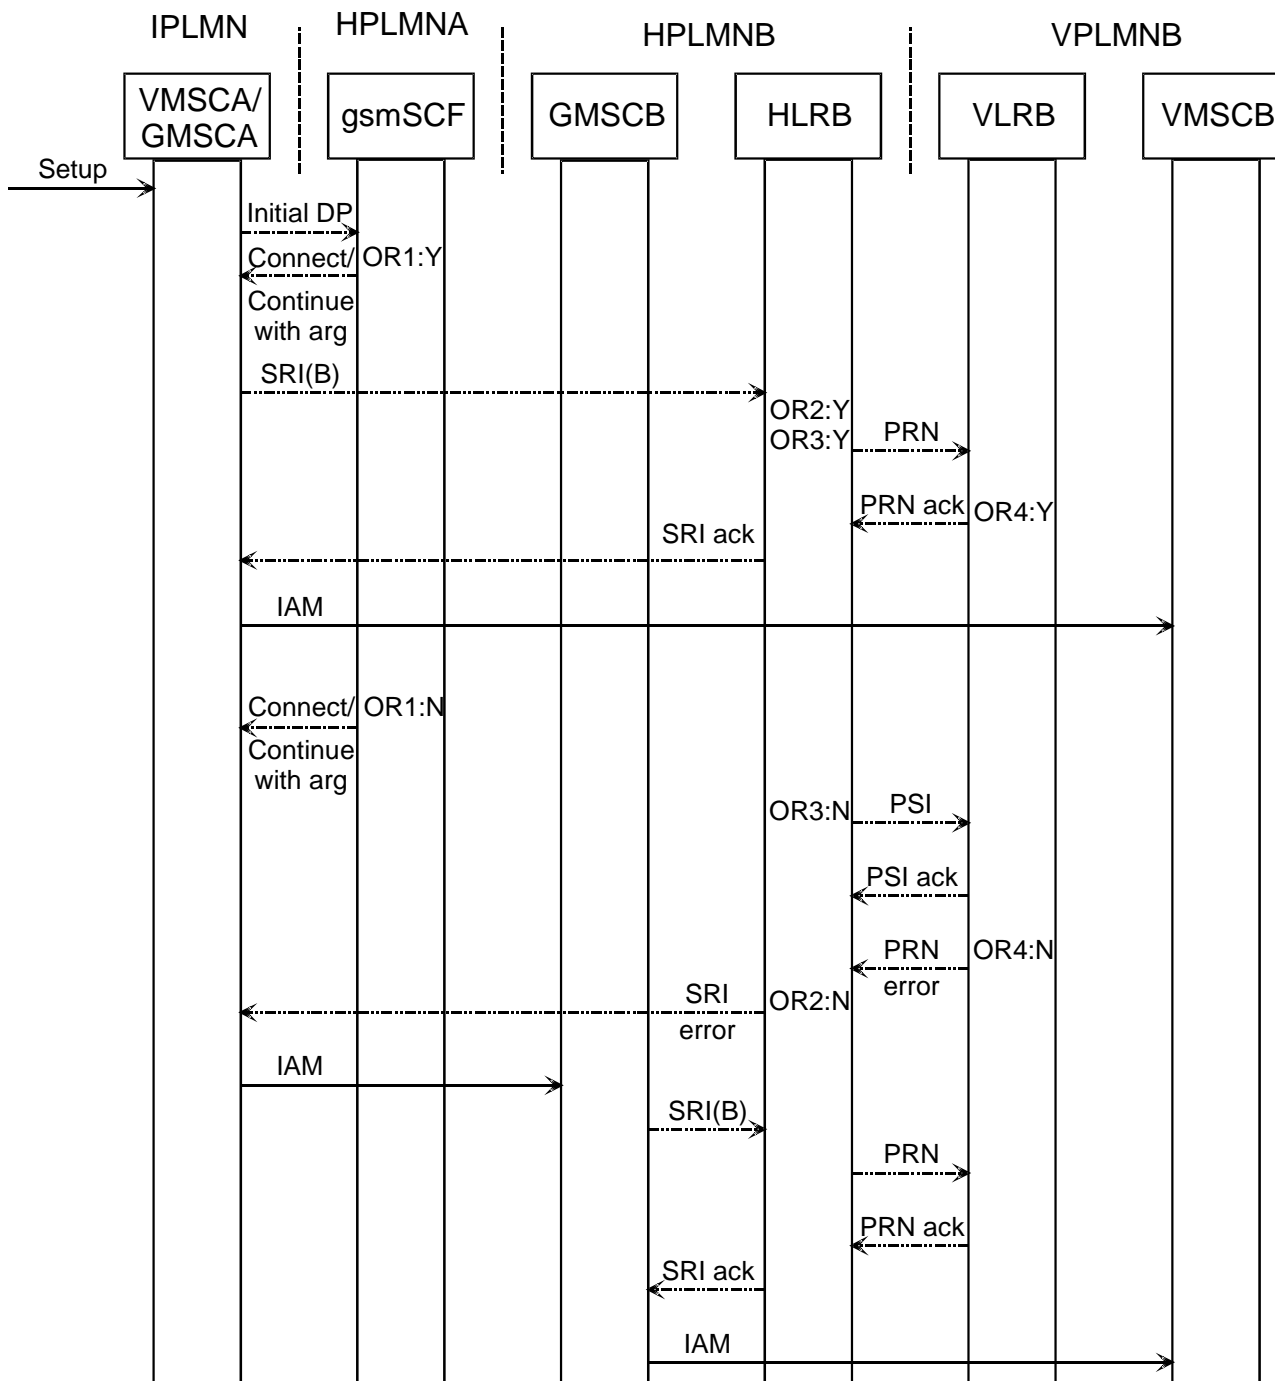 IPLMN
HPLMNA
HPLMNB
VPLMNB
VMSCA/
GMSCA
gsmSCF
GMSCB
HLRB
VLRB
VMSCB
Setup
Initial DP
Connect/
OR1:Y
Continue
with arg
SRI(B)
OR2:Y
OR3:Y
PRN
PRN ack
OR4:Y
SRI ack
IAM
Connect/
OR1:N
Continue
with arg
OR3:N
PSI
PSI ack
PRN
error
OR4:N
SRI
error
OR2:N
IAM
SRI(B)
PRN
PRN ack
SRI ack
IAM